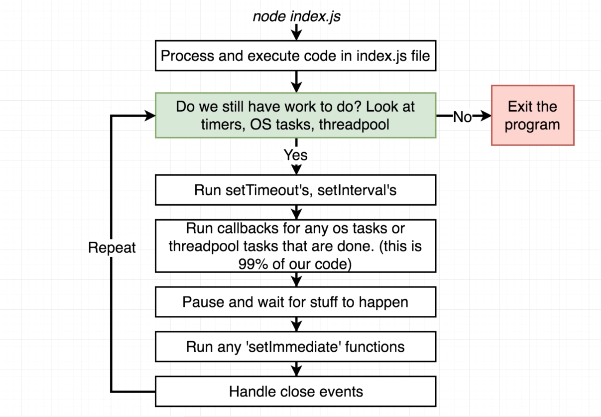 node index.js
Process and execute code in index.js file
Do we still have work to do? Look at
timers, OS tasks, threadpool
No
Exit the
program
Yes
Run setTimeout's, setInterval's
Run callbacks for any os tasks or
threadpool tasks that are done. (this is
99% of our code)
Repeat
Pause and wait for stuff to happen
Run any 'setImmediate' functions
Handle close events